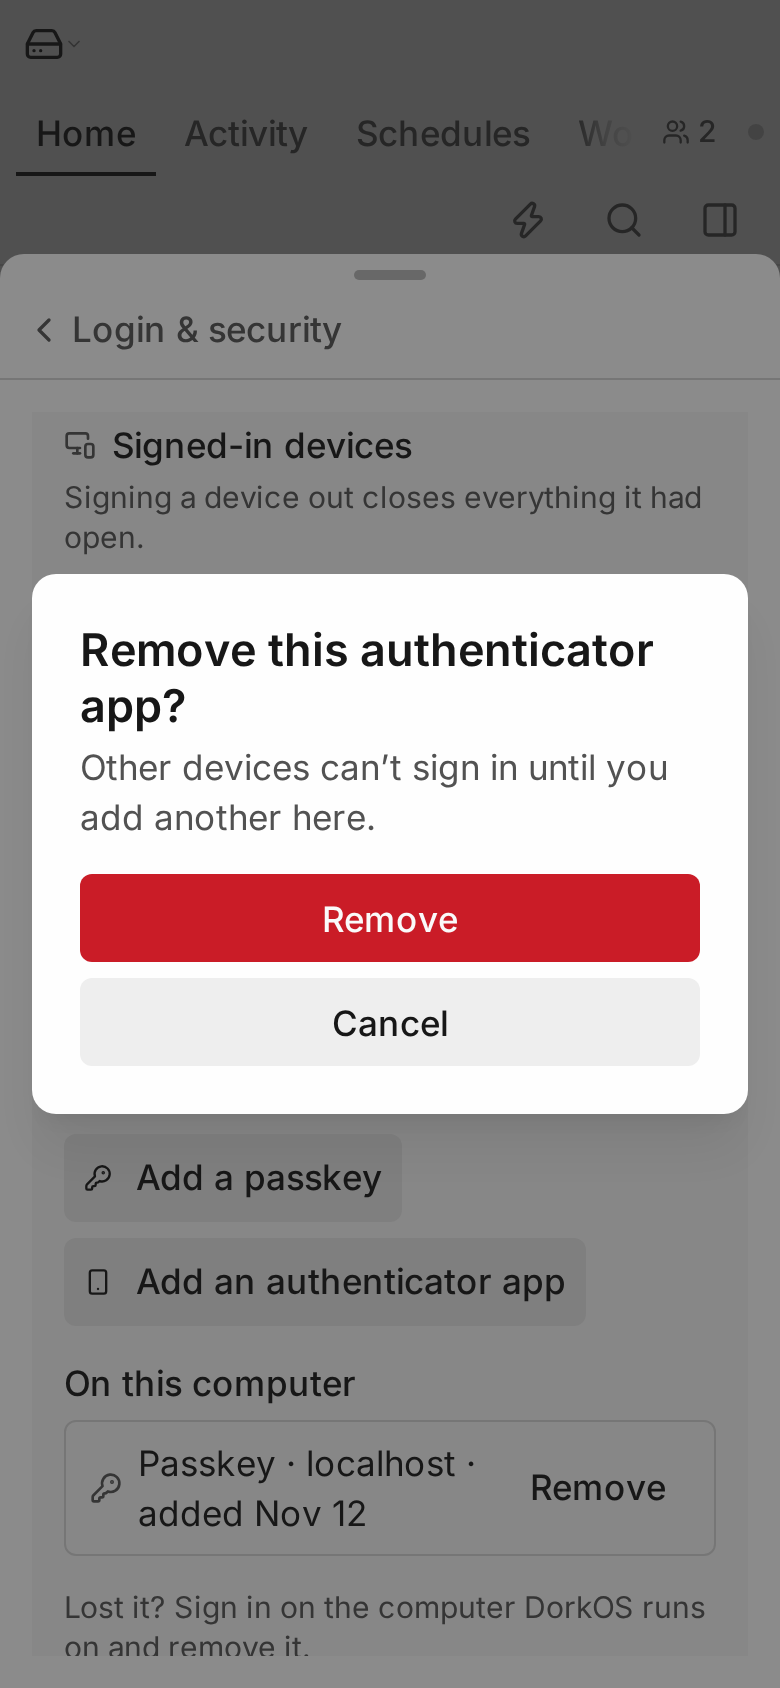 Home Activity Schedules Wo 2
Login & security
Signed-in devices
Signing a device out closes everything it had
open.
Remove this authenticator
app?
Other devices can’t sign in until you
add another here.
Remove
Cancel
Add a passkey
Add an authenticator app
On this computer
Passkey · localhost ·
added Nov 12
Remove
Lost it? Sign in on the computer DorkOS runs
on and remove it.